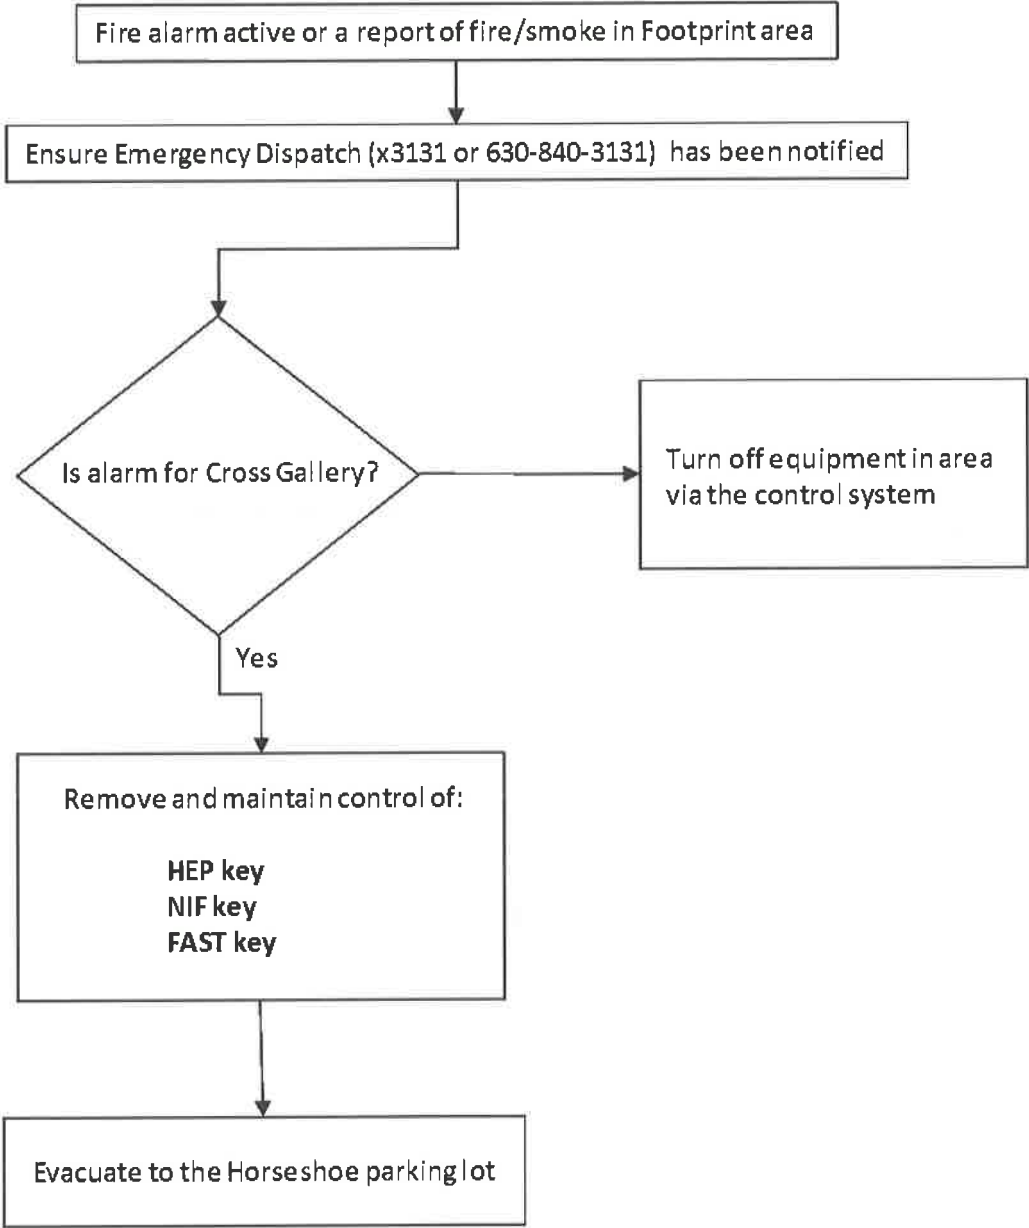 Fire alarm active or a report of fire/smoke in Footprint area
Ensure Emergency Dispatch (x3131 or 630-840-3131) has been notified
Is alarm for Cross Gallery?
Turn off equipment in area
via the control system
Yes
Remove and maintain control of:
HEP key
NIF key
FAST key
Evacuate to the Horseshoe parking lot